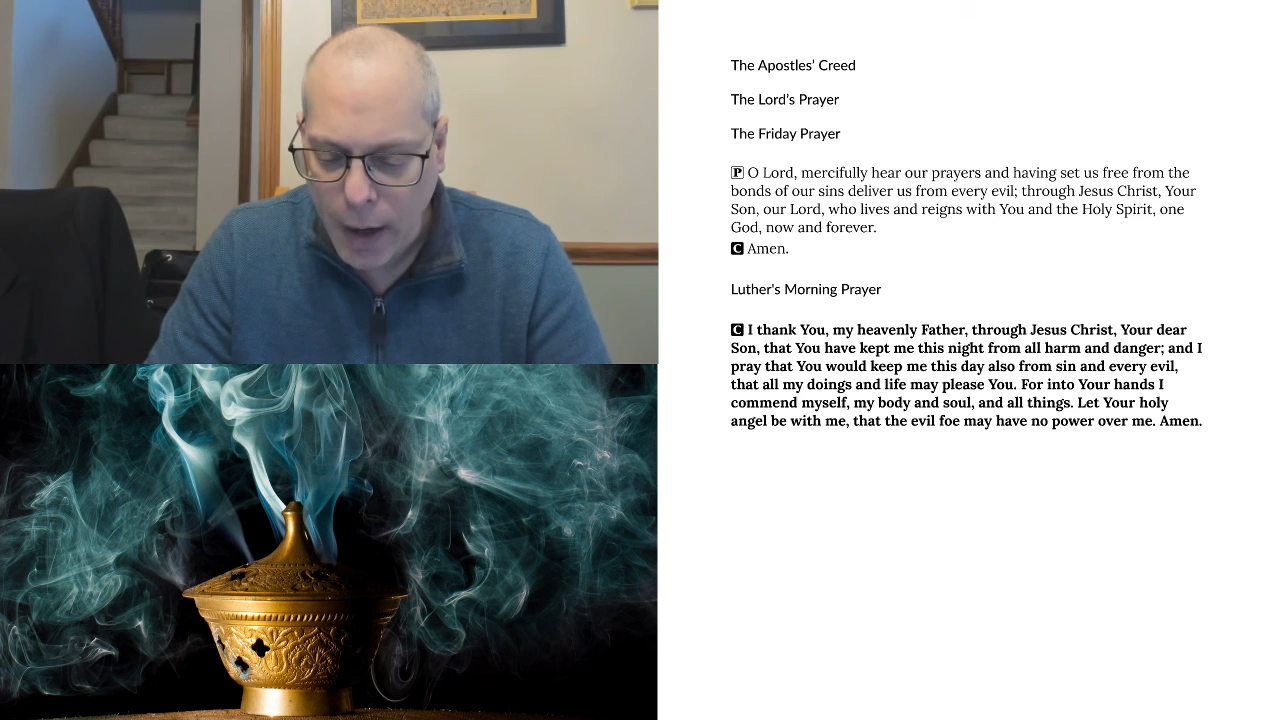 The Apostles' Creed
The Lord's Prayer
The Friday Prayer
P O Lord, mercifully hear our prayers and having set us free from the
bonds of our sins deliver us from every evil; through Jesus Christ, Your
Son, our Lord, who lives and reigns with You and the Holy Spirit, one
God, now and forever.
C Amen.
Luther's Morning Prayer
C I thank You, my heavenly Father, through Jesus Christ, Your dear
Son, that You have kept me this night from all harm and danger; and I
pray that You would keep me this day also from sin and every evil,
that all my doings and life may please You. For into Your hands I
commend myself, my body and soul, and all things. Let Your holy
angel be with me, that the evil foe may have no power over me. Amen.